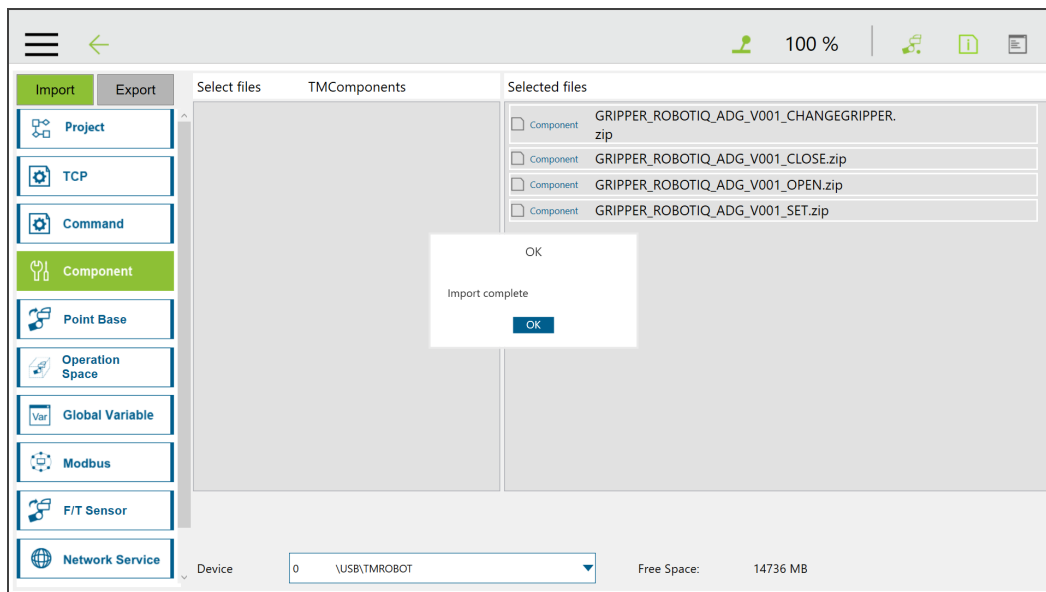 100 %
Import
Export
Select files
TMComponents
Selected files
Project
TCP
Command
Component
Point Base
Operation
Space
Var
Global Variable
Modbus
F/T Sensor
Network Service
Component
GRIPPER_ROBOTIQ_ADG_V001_CHANGEGRIPPER.
zip
Component
GRIPPER_ROBOTIQ_ADG_V001_CLOSE.zip
Component
GRIPPER_ROBOTIQ_ADG_V001_OPEN.zip
Component
GRIPPER_ROBOTIQ_ADG_V001_SET.zip
OK
Import complete
OK
Device
0
\USB\TMROBOT
Free Space:
14736 MB